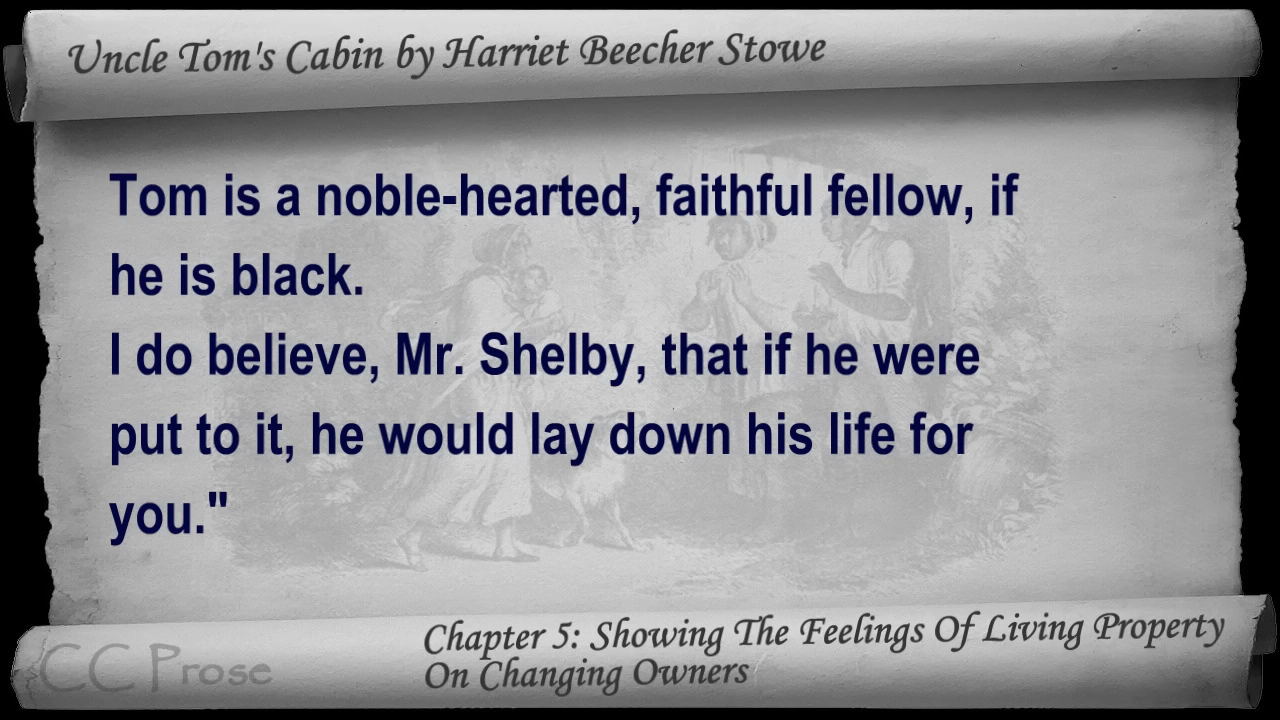 Uncle Tom's Cabin by Harriet Beecher Stowe
Tom is a noble-hearted, faithful fellow, if
he is black.
I do believe, Mr. Shelby, that if he were
put to it, he would lay down his life for
you."
Chapter 5: Showing The Feelings Of Living Property
On Changing Owners
CC Prose